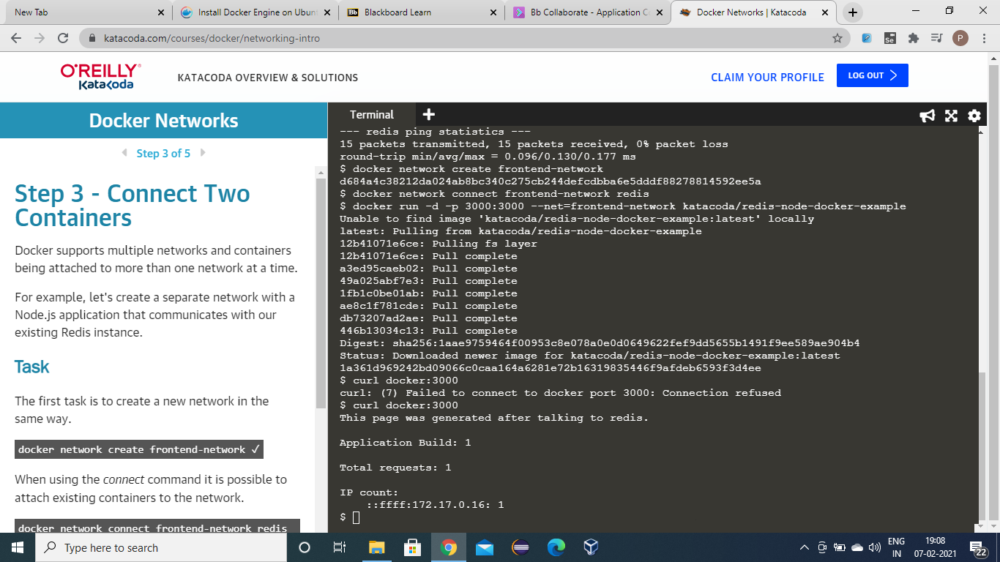 New Tab
Install Docker Engine on Ubun
Bb Blackboard Learn
Bb Collaborate - Application C
Docker Networks | Katacoda
katacoda.com/courses/docker/networking-intro
Se
P
O'REILLY®
Katacoda
KATACODA OVERVIEW & SOLUTIONS
CLAIM YOUR PROFILE
LOG OUT
Docker Networks
Step 3 of 5
Step 3 - Connect Two
Containers
Docker supports multiple networks and containers
being attached to more than one network at a time.
For example, let's create a separate network with a
Node.js application that communicates with our
existing Redis instance.
Task
The first task is to create a new network in the
same way.
docker network create frontend-network ✓
When using the connect command it is possible to
attach existing containers to the network.
docker network connect frontend-network redis
Terminal
--- redis ping statistics ---
15 packets transmitted, 15 packets received, 0% packet loss
round-trip min/avg/max = 0.096/0.130/0.177 ms
$ docker network create frontend-network
d684a4c38212da024ab8bc340c275cb244defcdbba6e5dddf88278814592ee5a
$ docker network connect frontend-network redis
$ docker run -d -p 3000:3000 --net=frontend-network katacoda/redis-node-docker-example
Unable to find image 'katacoda/redis-node-docker-example:latest' locally
latest: Pulling from katacoda/redis-node-docker-example
12b41071e6ce: Pulling fs layer
12b41071e6ce: Pull complete
a3ed95caeb02: Pull complete
49a025abf7e3: Pull complete
1fb1c0be01ab: Pull complete
ae8c1f781cde: Pull complete
db73207ad2ae: Pull complete
446b13034c13: Pull complete
Digest: sha256:1aae9759464f00953c8e078a0e0d0649622fef9dd5655b1491f9ee589ae904b4
Status: Downloaded newer image for katacoda/redis-node-docker-example:latest
1a361d969242bd09066c0caa164a6281e72b16319835446f9afdeb6593f3d4ee
$ curl docker:3000
curl: (7) Failed to connect to docker port 3000: Connection refused
$ curl docker:3000
This page was generated after talking to redis.
Application Build: 1
Total requests: 1
IP count:
::ffff:172.17.0.16: 1
$
Type here to search
ENG
IN
19:08
07-02-2021
22